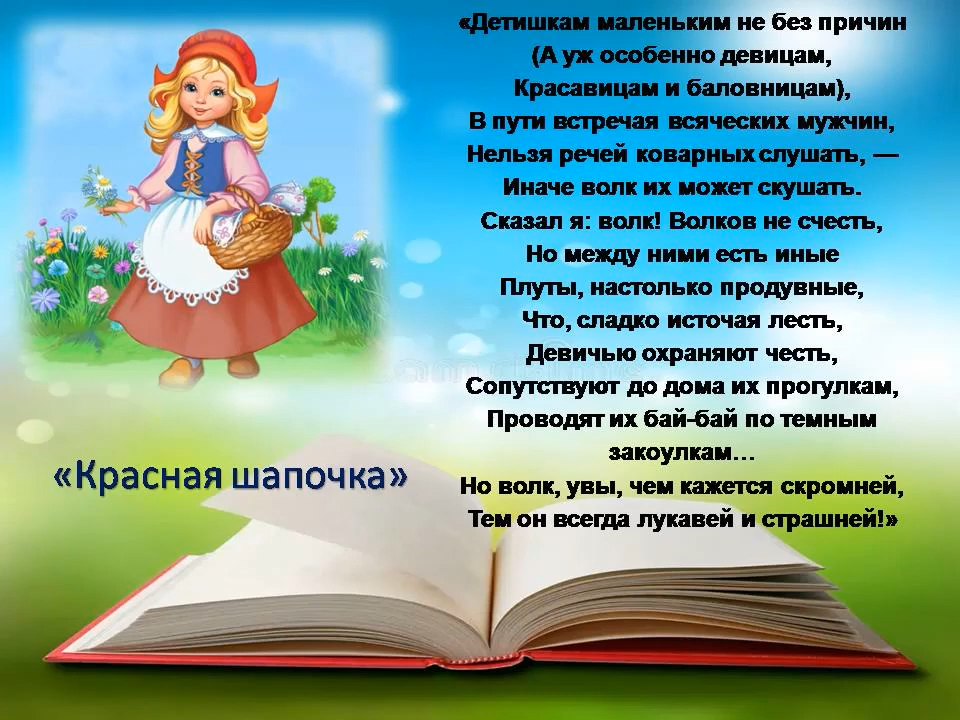 «Детишкам маленьким не без причин
(А уж особенно девицам,
Красавицам и баловницам),
В пути встречая всяческих мужчин,
Нельзя речей коварных слушать, —
Иначе волк их может скушать.
Сказал я: волк! Волков не счесть,
Но между ними есть иные
Плуты, настолько продувные,
Что, сладко источая лесть,
Девичью охраняют честь,
Сопутствуют до дома их прогулкам,
Проводят их бай-бай по темным
закоулкам…
Но волк, увы, чем кажется скромней,
Тем он всегда лукавей и страшней!»
«Красная шапочка»